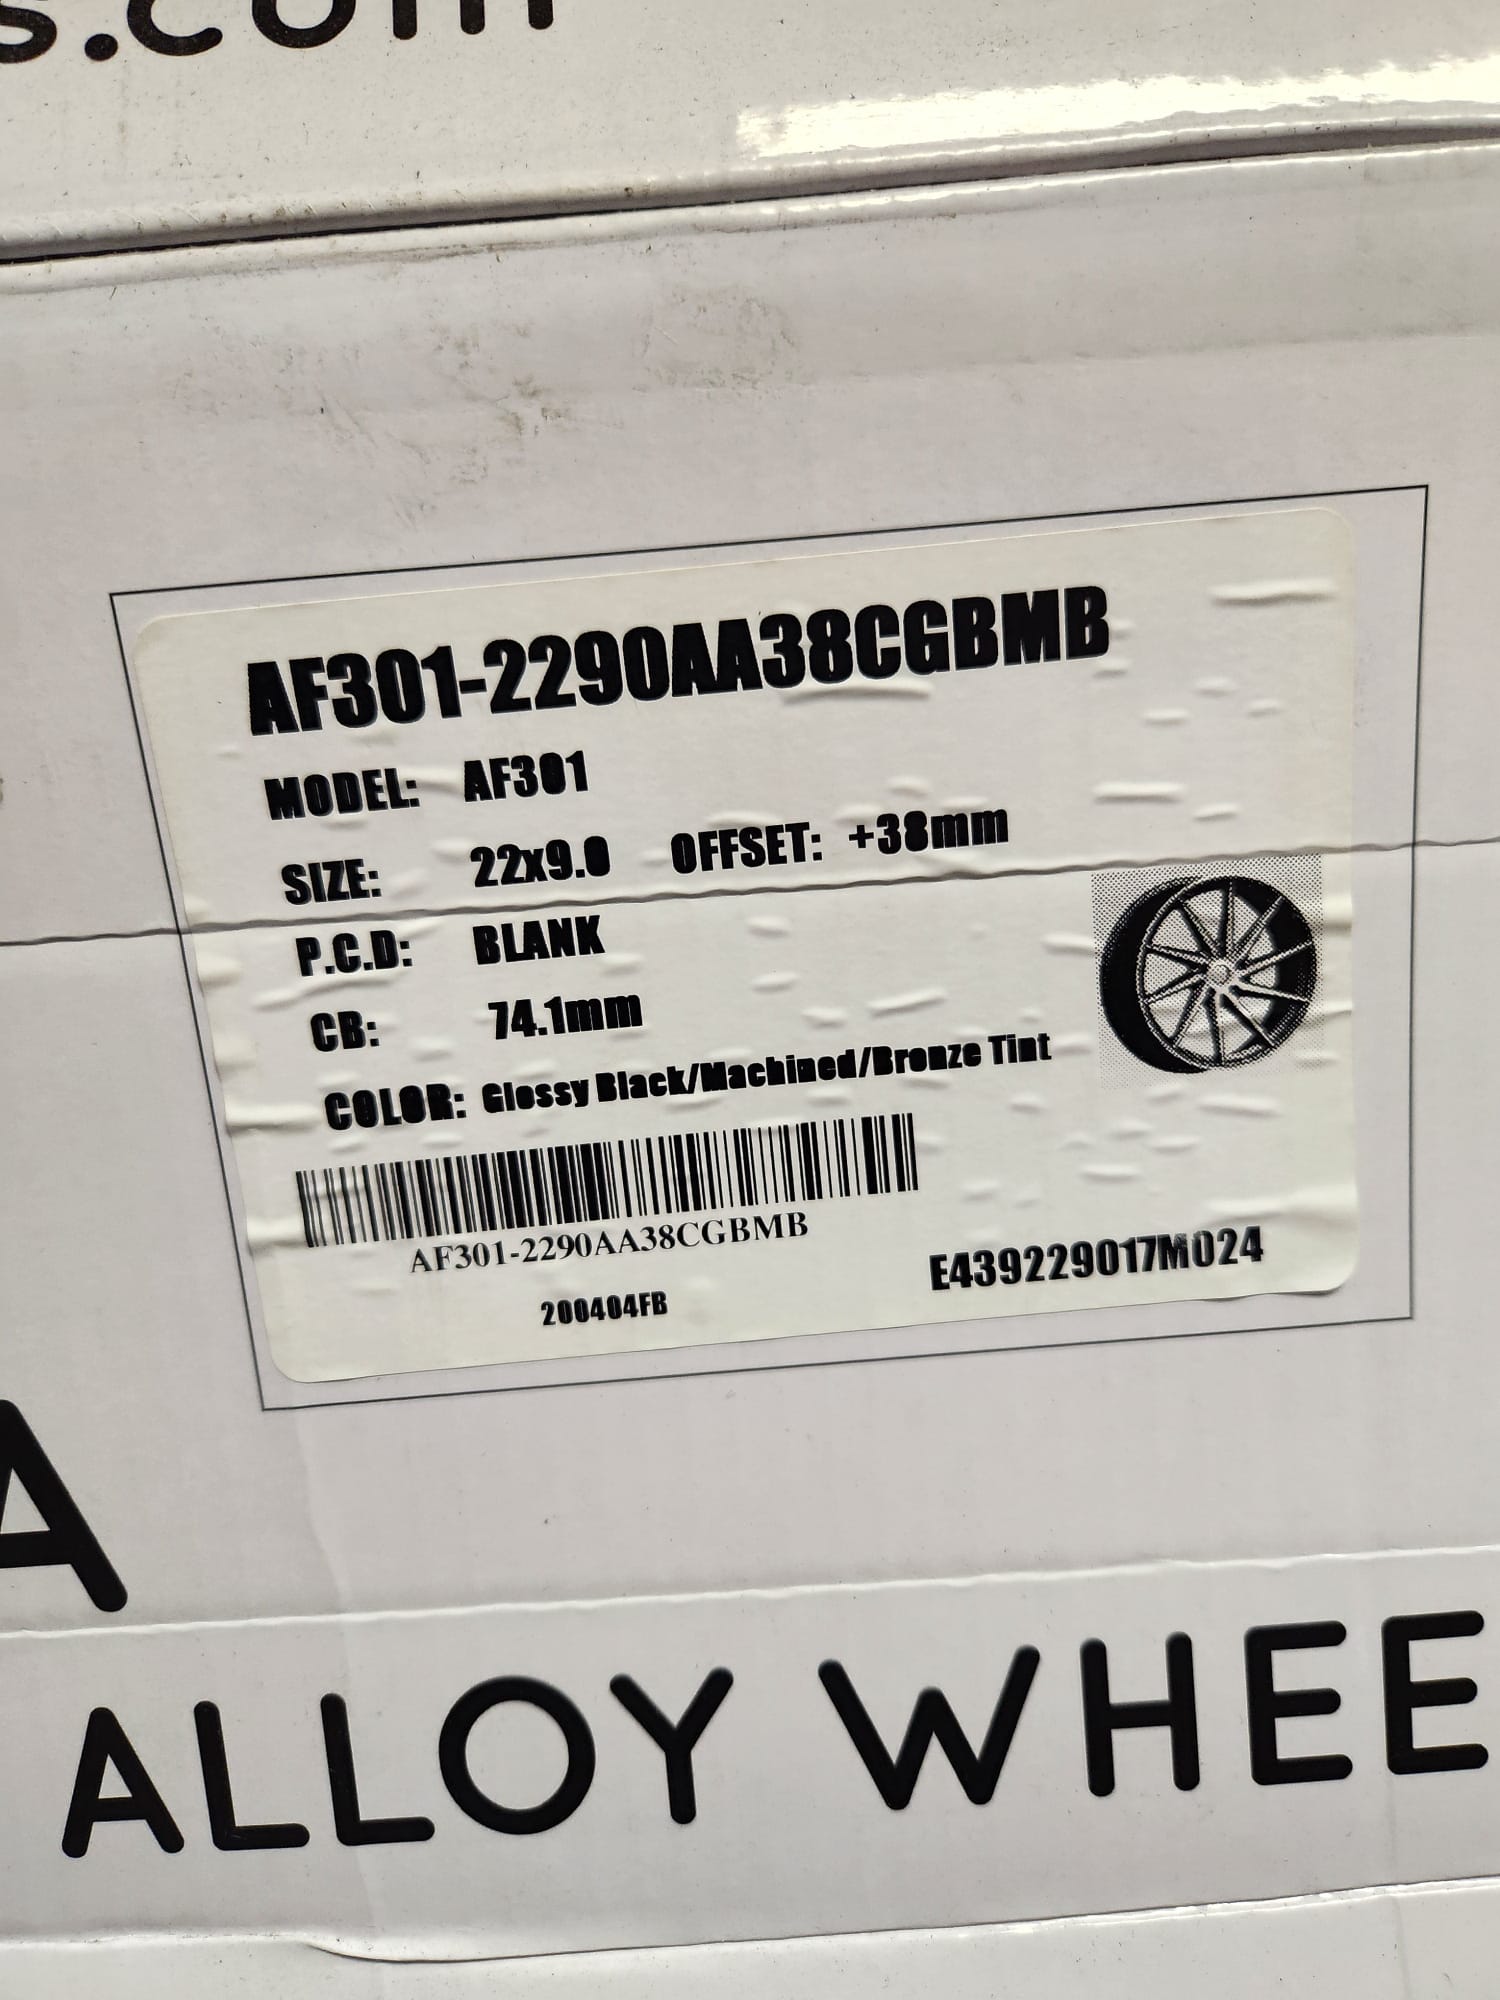 s.com
AF301-2290AA38CGBMB
MODEL: AF301
SIZE: 22x9.0 OFFSET: +38mm
P.C.D: BLANK
CB: 74.1mm
COLOR: Glossy Black/Machined/Bronze Tint
AF301-2290AA38CGBMB
200404FB
E439229017M024
A
ALLOY WHEE